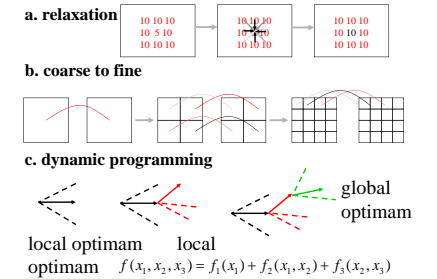 a. relaxation
10 10 10
10 5 10
10 10 10
10 10 10
10 10
10 10 10
10 10 10
10 10 10
10 10 10
b. coarse to fine
c. dynamic programming
global
optimam
local optimam
local
optimam
f(x₁,x₂,x₃) = f₁(x₁) + f₂(x₁,x₂) + f₃(x₂,x₃)